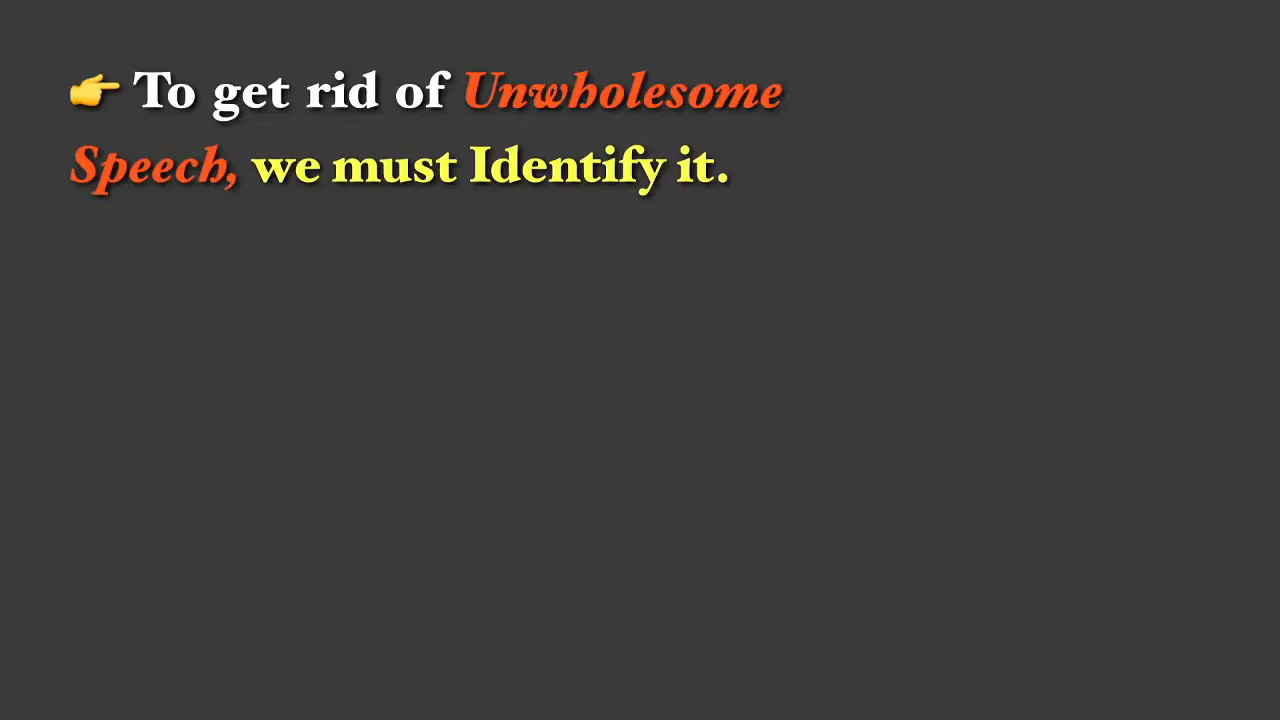 👉 To get rid of Unwholesome
Speech, we must Identify it.